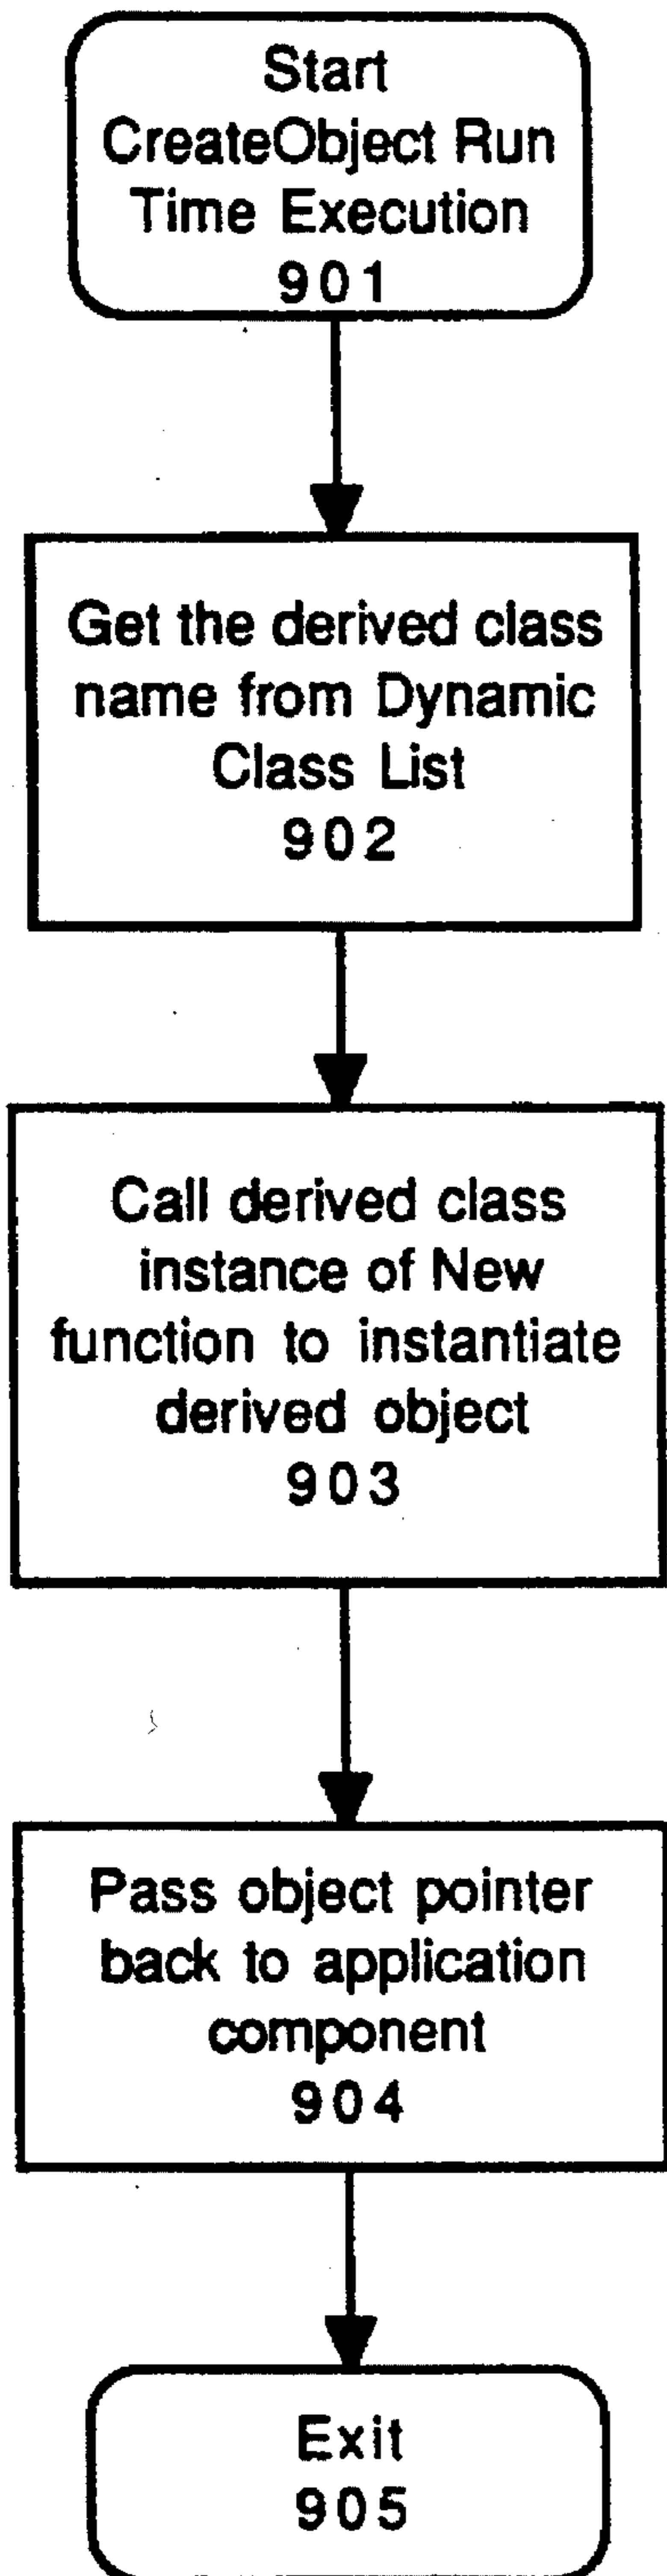 Start
CreateObject Run
Time Execution
901
Get the derived class
name from Dynamic
Class List
902
Call derived class
instance of New
function to instantiate
derived object
903
Pass object pointer
back to application
component
904
Exit
905